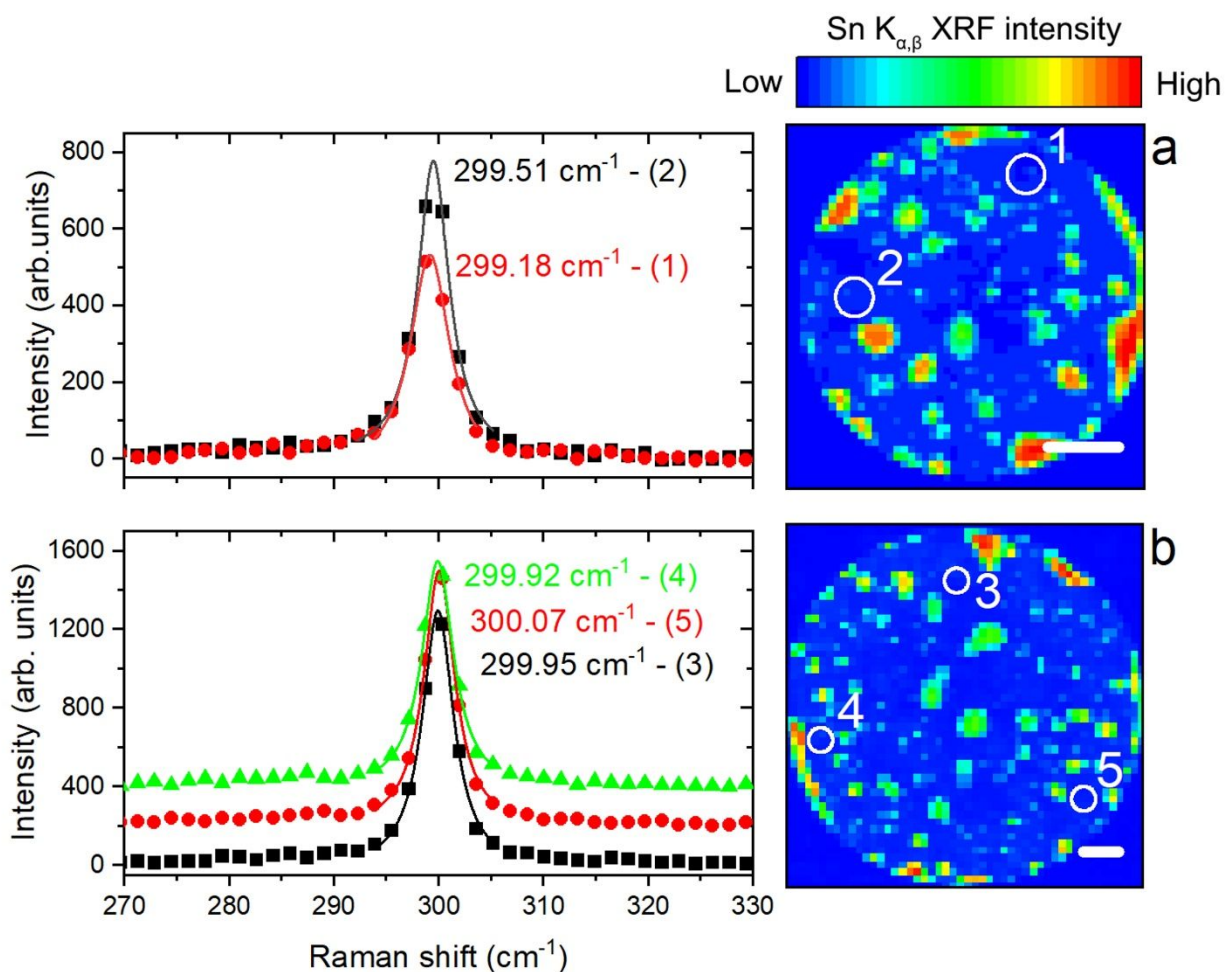 Sn Kα,β XRF intensity
Low High
a
800
600
400
200
0
Intensity (arb.units)
299.51 cm⁻¹ - (2)
299.18 cm⁻¹ - (1)
1
2
b
1600
1200
800
400
0
Intensity (arb. units)
299.92 cm⁻¹ - (4)
300.07 cm⁻¹ - (5)
299.95 cm⁻¹ - (3)
3
4
5
270 280 290 300 310 320 330
Raman shift (cm⁻¹)